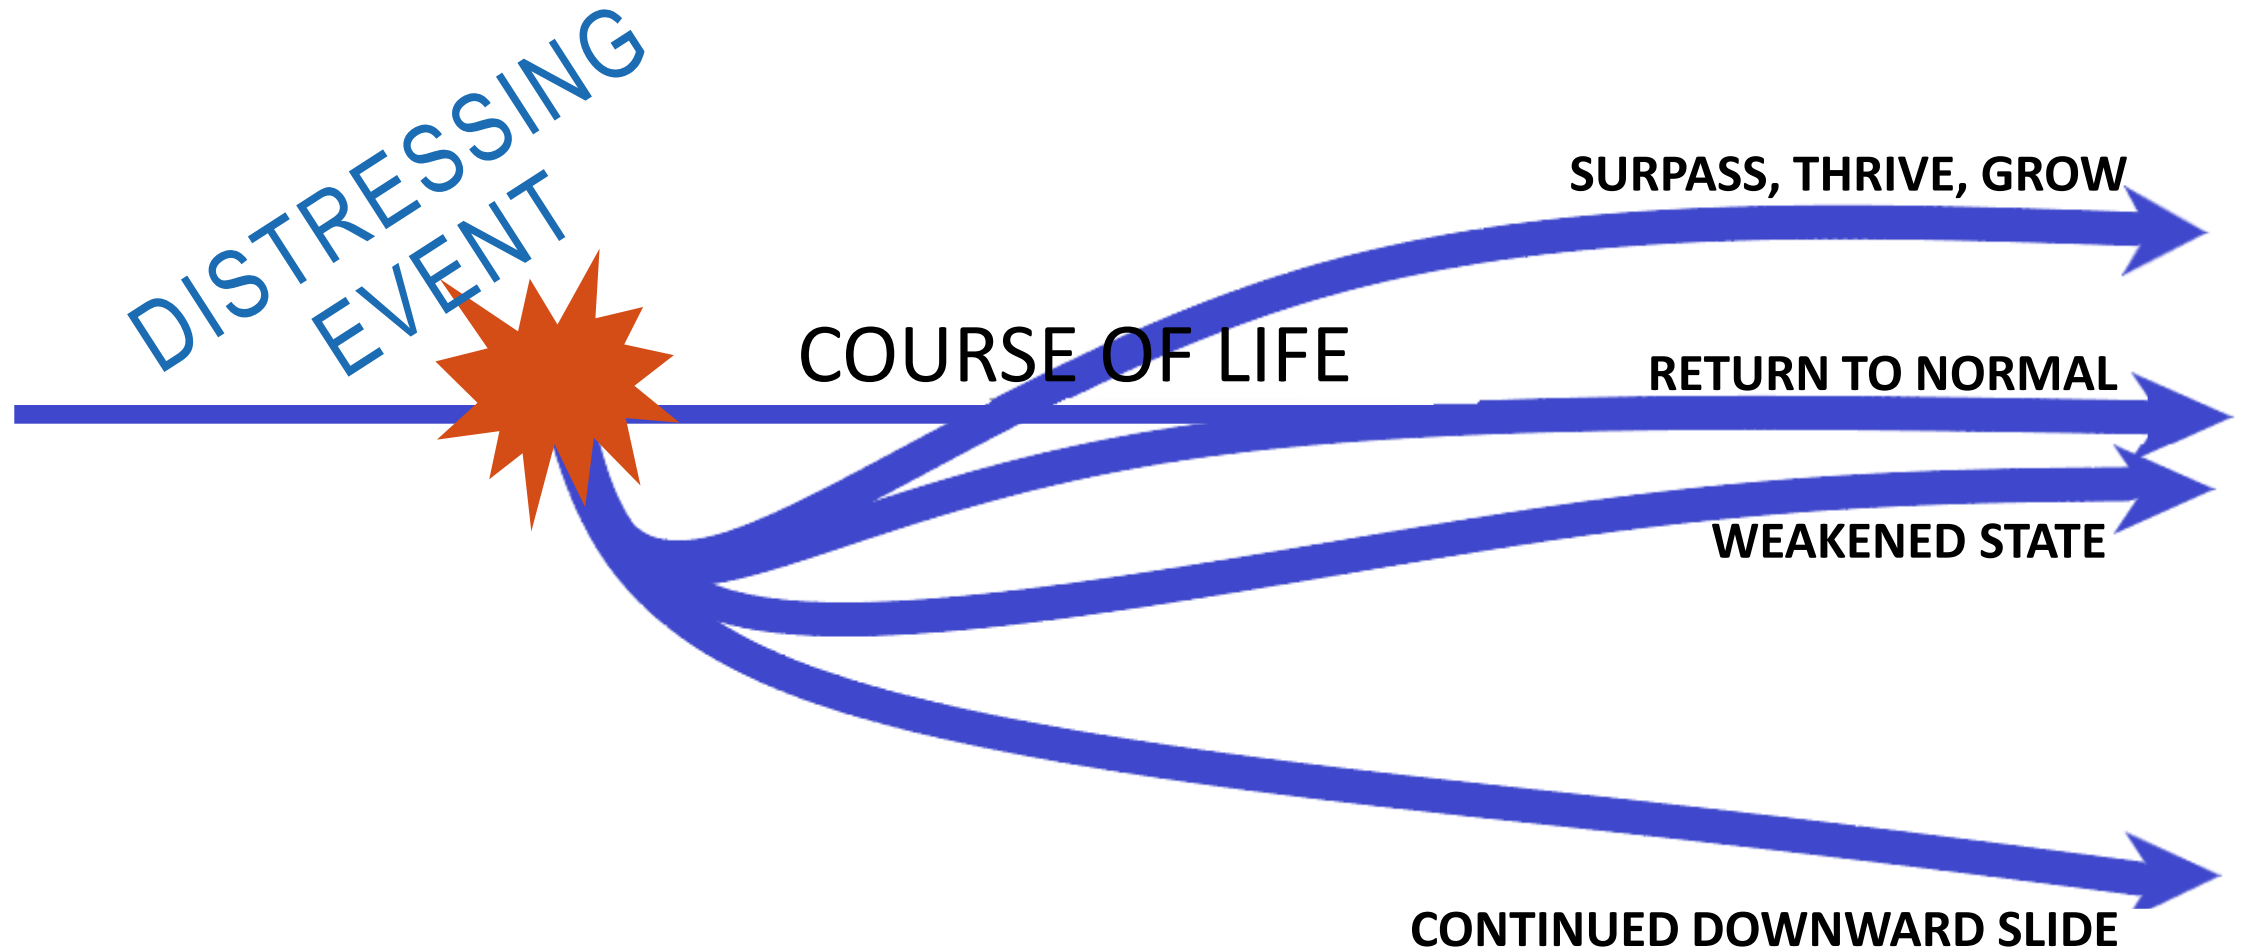 DISTRESSING
EVENT
SURPASS, THRIVE, GROW
COURSE OF LIFE
RETURN TO NORMAL
WEAKENED STATE
CONTINUED DOWNWARD SLIDE